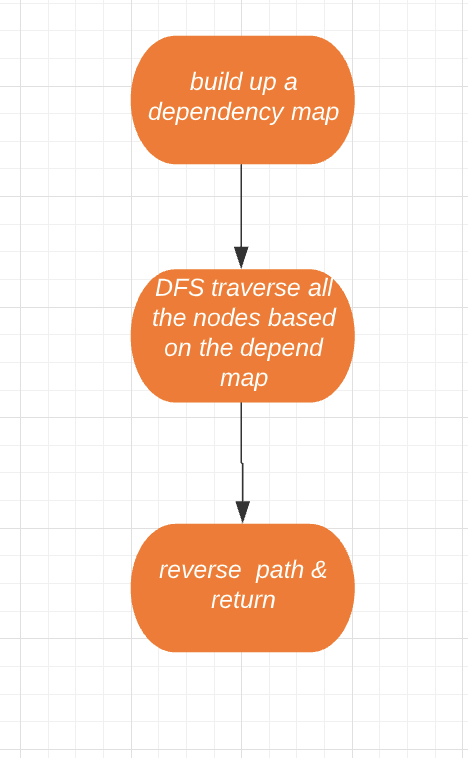 build up a
dependency map
DFS traverse all
the nodes based
on the depend
map
reverse  path &
return